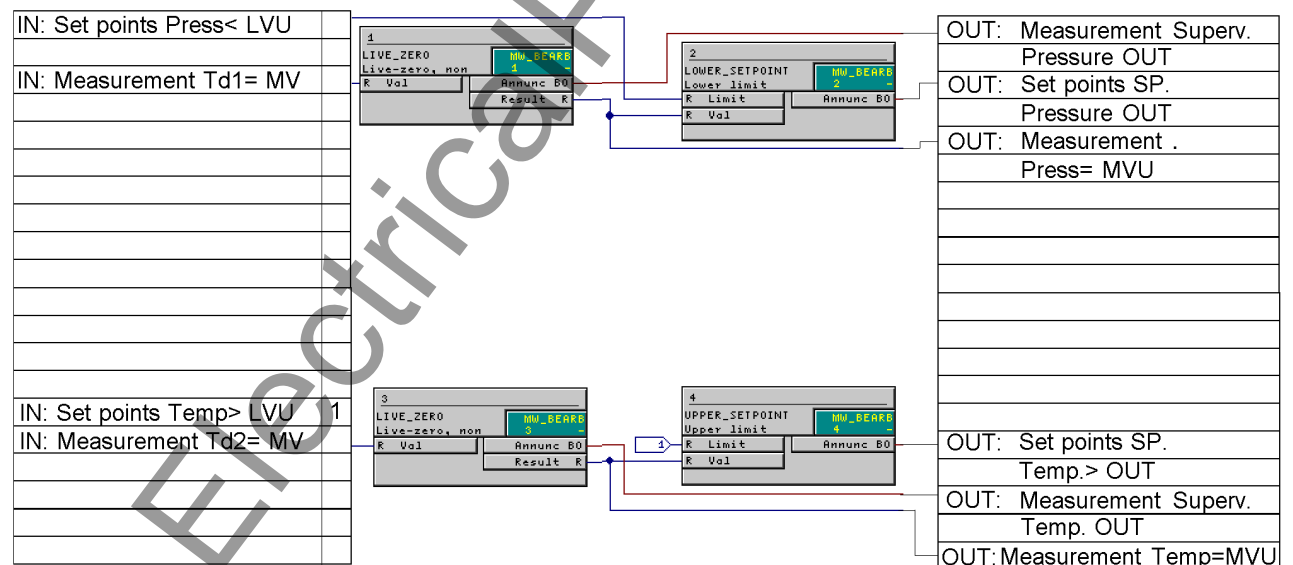 IN: Set points Press< LVU
IN: Measurement Td1= MV
IN: Set points Temp> LVU 1
IN: Measurement Td2= MV
1
LIVE_ZERO
Live-zero, mon
MW_BEARB
1 -
R Val
Annunc BO
Result R
2
LOWER_SETPOINT
Lower limit
MW_BEARB
2 -
R Limit
Annunc BO
R Val
3
LIVE_ZERO
Live-zero, mon
MW_BEARB
3 -
R Val
Annunc BO
Result R
4
UPPER_SETPOINT
Upper limit
MW_BEARB
4 -
1
R Limit
Annunc BO
R Val
OUT: Measurement Superv.
Pressure OUT
OUT: Set points SP.
Pressure OUT
OUT: Measurement .
Press= MVU
OUT: Set points SP.
Temp.> OUT
OUT: Measurement Superv.
Temp. OUT
OUT: Measurement Temp=MVU